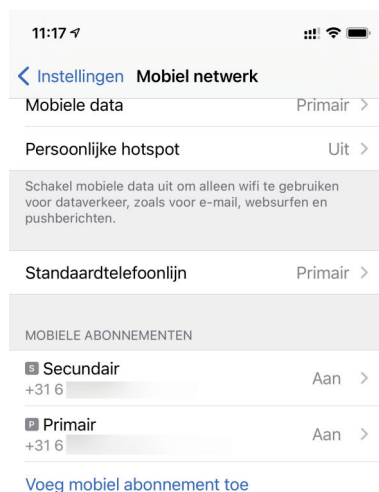 11:17
Instellingen Mobiel netwerk
Mobiele data Primair
Persoonlijke hotspot Uit
Schakel mobiele data uit om alleen wifi te gebruiken
voor dataverkeer, zoals voor e-mail, websurfen en
pushberichten.
Standaardtelefoonlijn Primair
MOBIELE ABONNEMENTEN
S Secundair
+31 6
Aan
P Primair
+31 6
Aan
Voeg mobiel abonnement toe